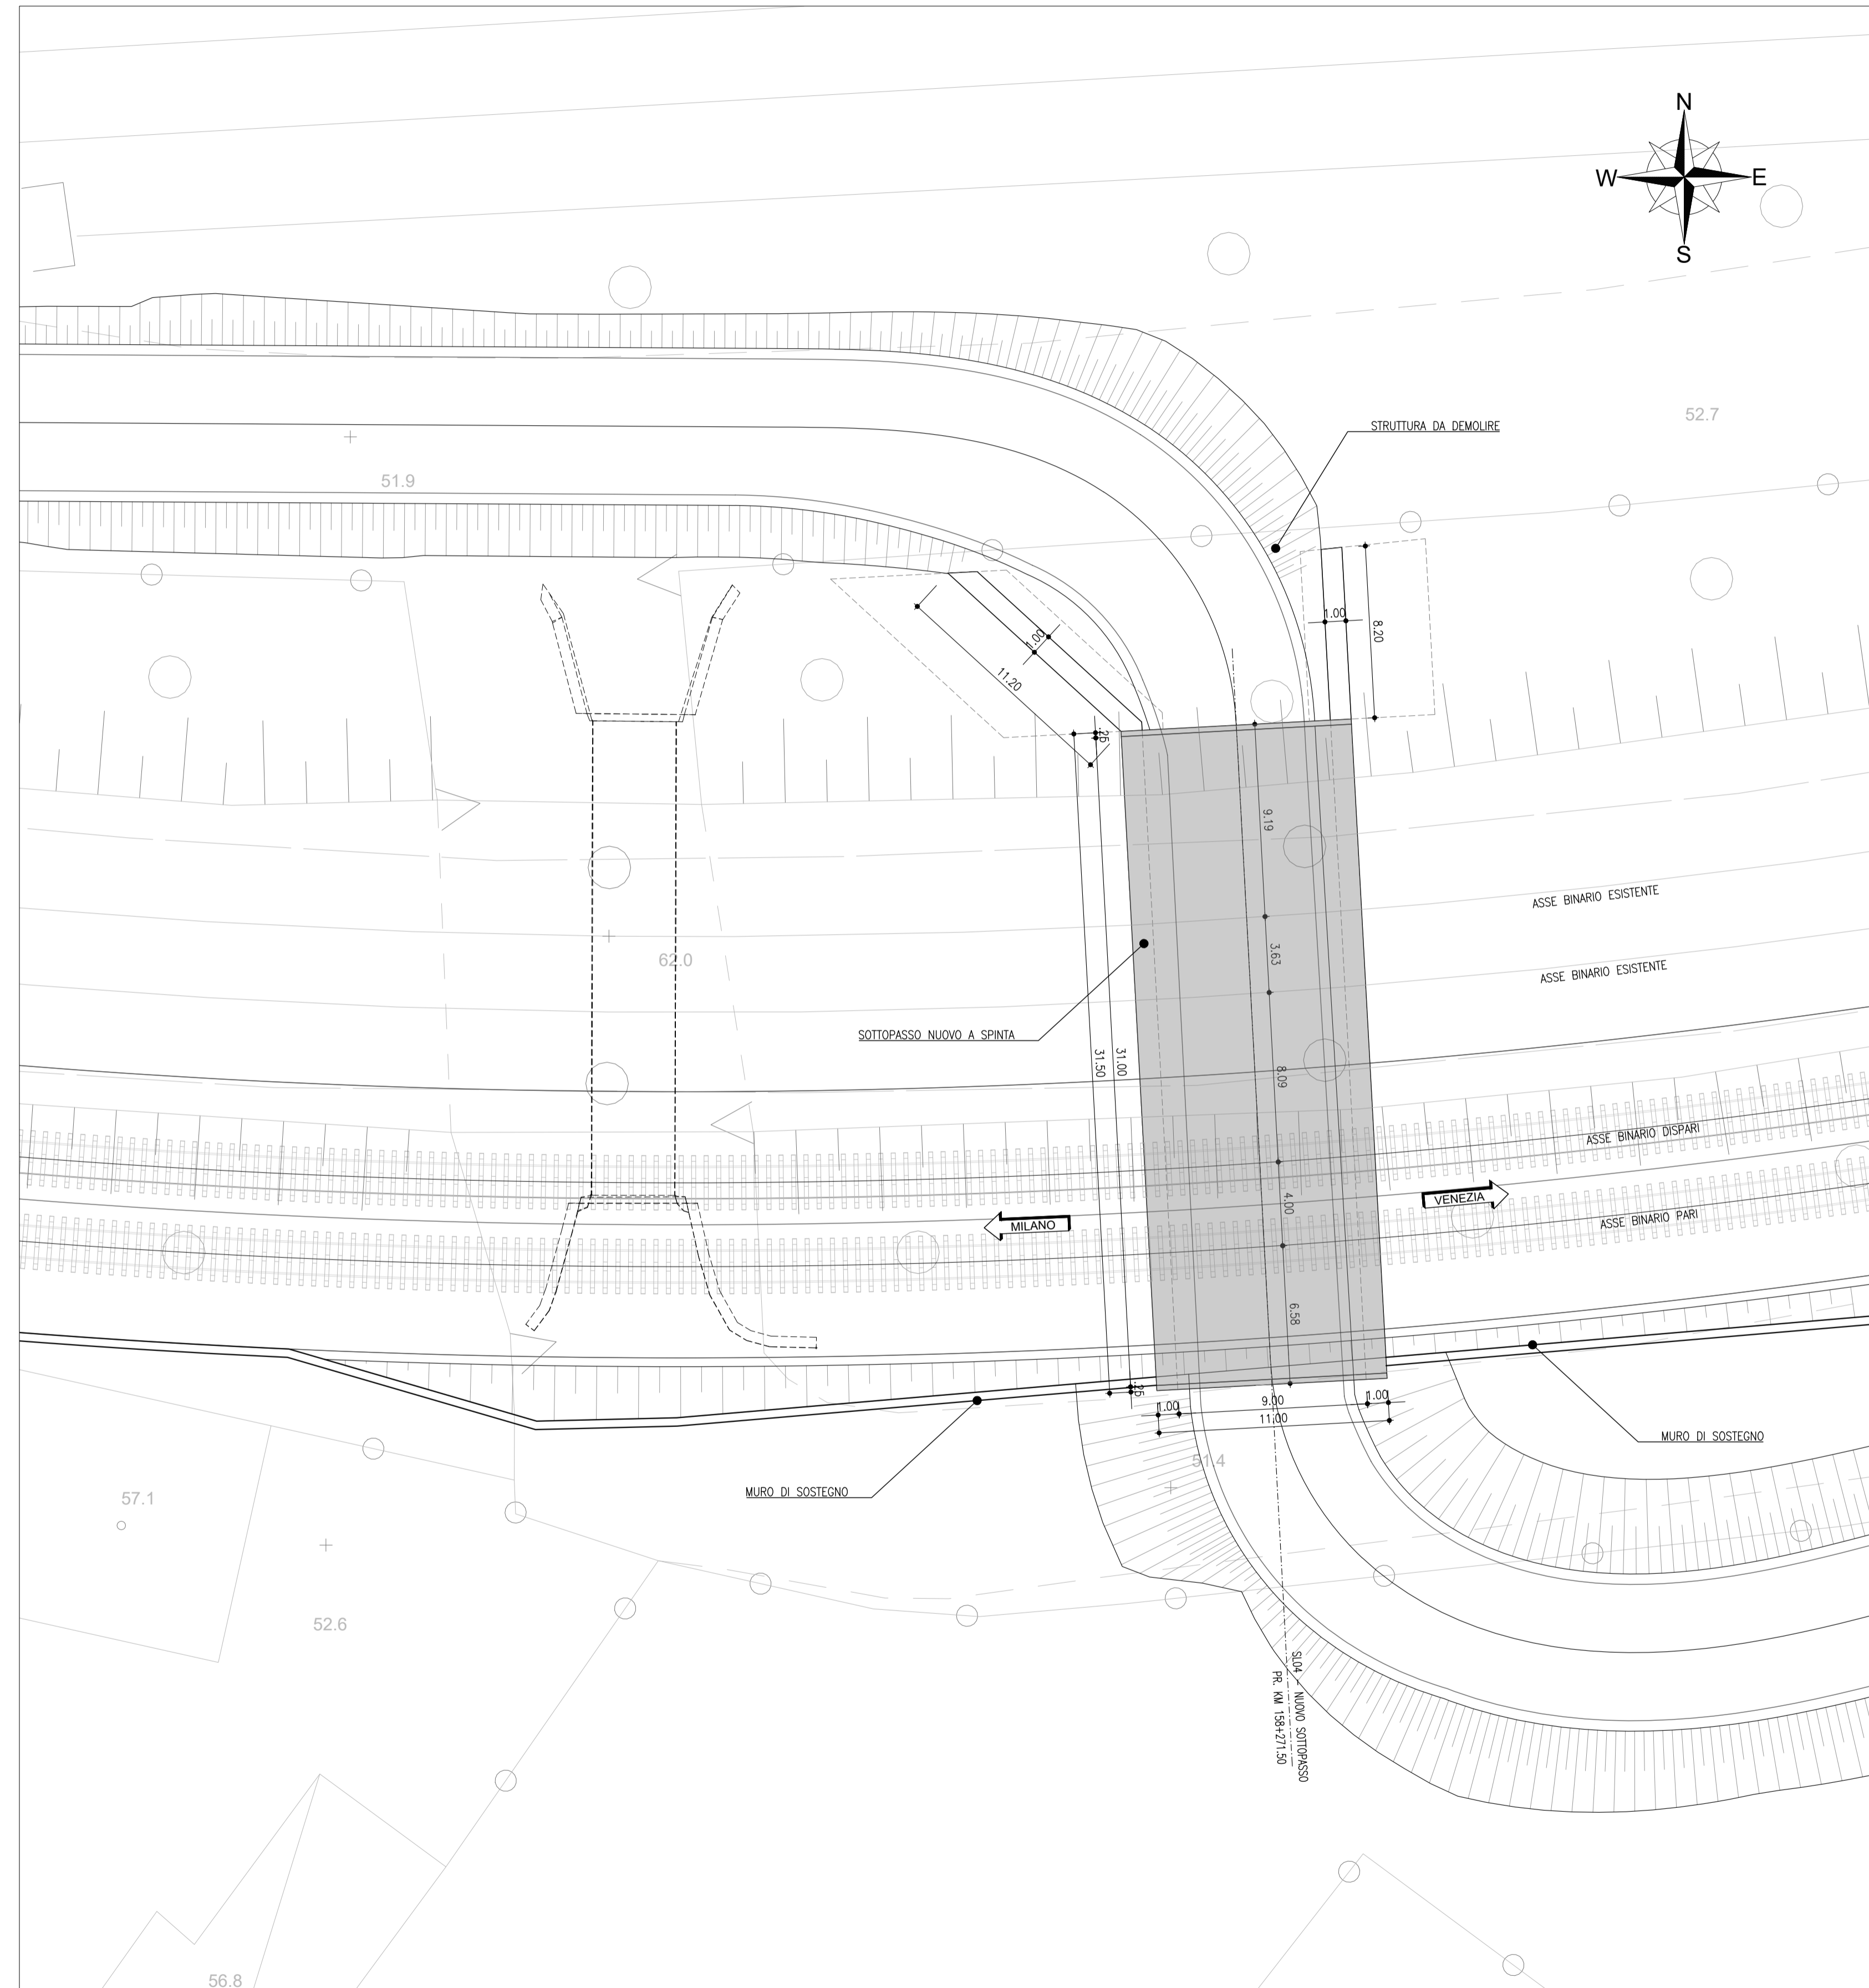 N
W
E
S
52.7
STRUTTURA DA DEMOLIRE
51.9
1.00
8.20
1.00
11.20
.25
9.19
ASSE BINARIO ESISTENTE
3.63
62.0
ASSE BINARIO ESISTENTE
SOTTOPASSO NUOVO A SPINTA
31.50
31.00
8.09
ASSE BINARIO DISPARI
4.00
VENEZIA
MILANO
ASSE BINARIO PARI
6.58
.25
1.00
9.00
1.00
11.00
MURO DI SOSTEGNO
51.4
MURO DI SOSTEGNO
57.1
52.6
SL04 - NUOVO SOTTOPASSO
PR. KM 158+271.50
56.8